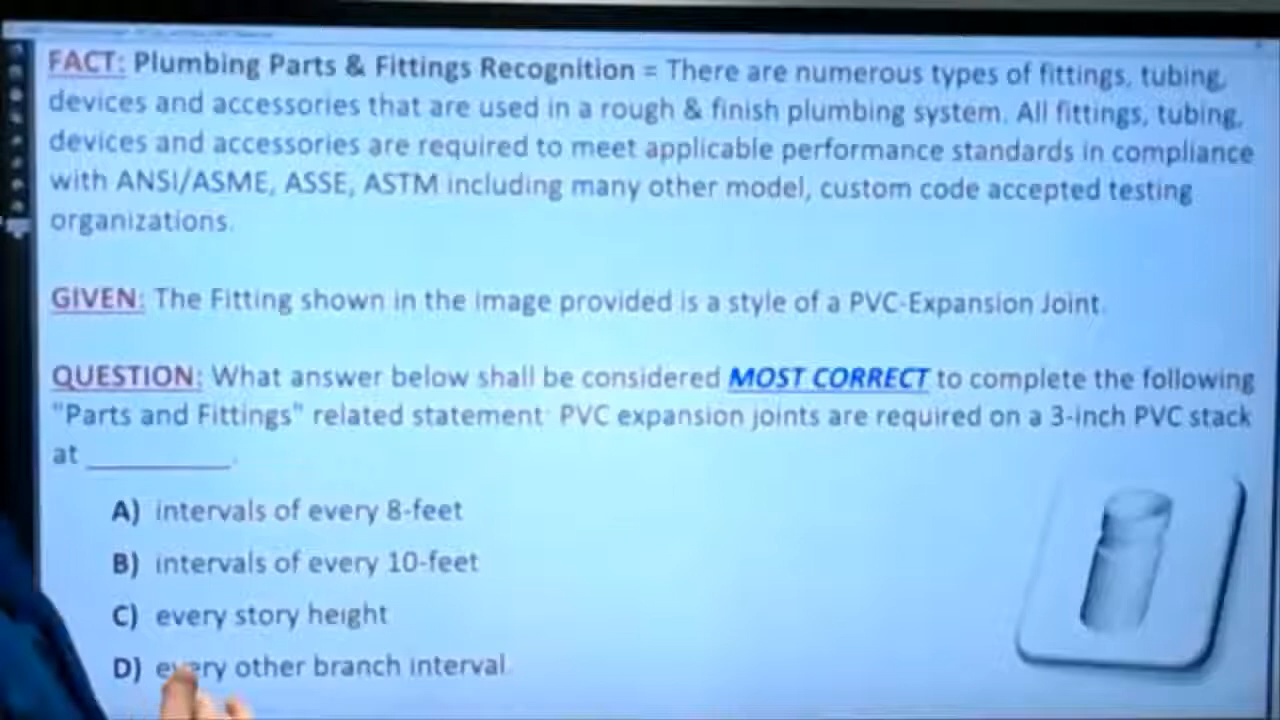 FACT: Plumbing Parts & Fittings Recognition = There are numerous types of fittings, tubing,
devices and accessories that are used in a rough & finish plumbing system. All fittings, tubing,
devices and accessories are required to meet applicable performance standards in compliance
with ANSI/ASME, ASSE, ASTM including many other model, custom code accepted testing
organizations.
GIVEN: The Fitting shown in the image provided is a style of a PVC-Expansion Joint.
QUESTION: What answer below shall be considered MOST CORRECT to complete the following
"Parts and Fittings" related statement: PVC expansion joints are required on a 3-inch PVC stack
at __________.
A) intervals of every 8-feet
B) intervals of every 10-feet
C) every story height
D) every other branch interval.